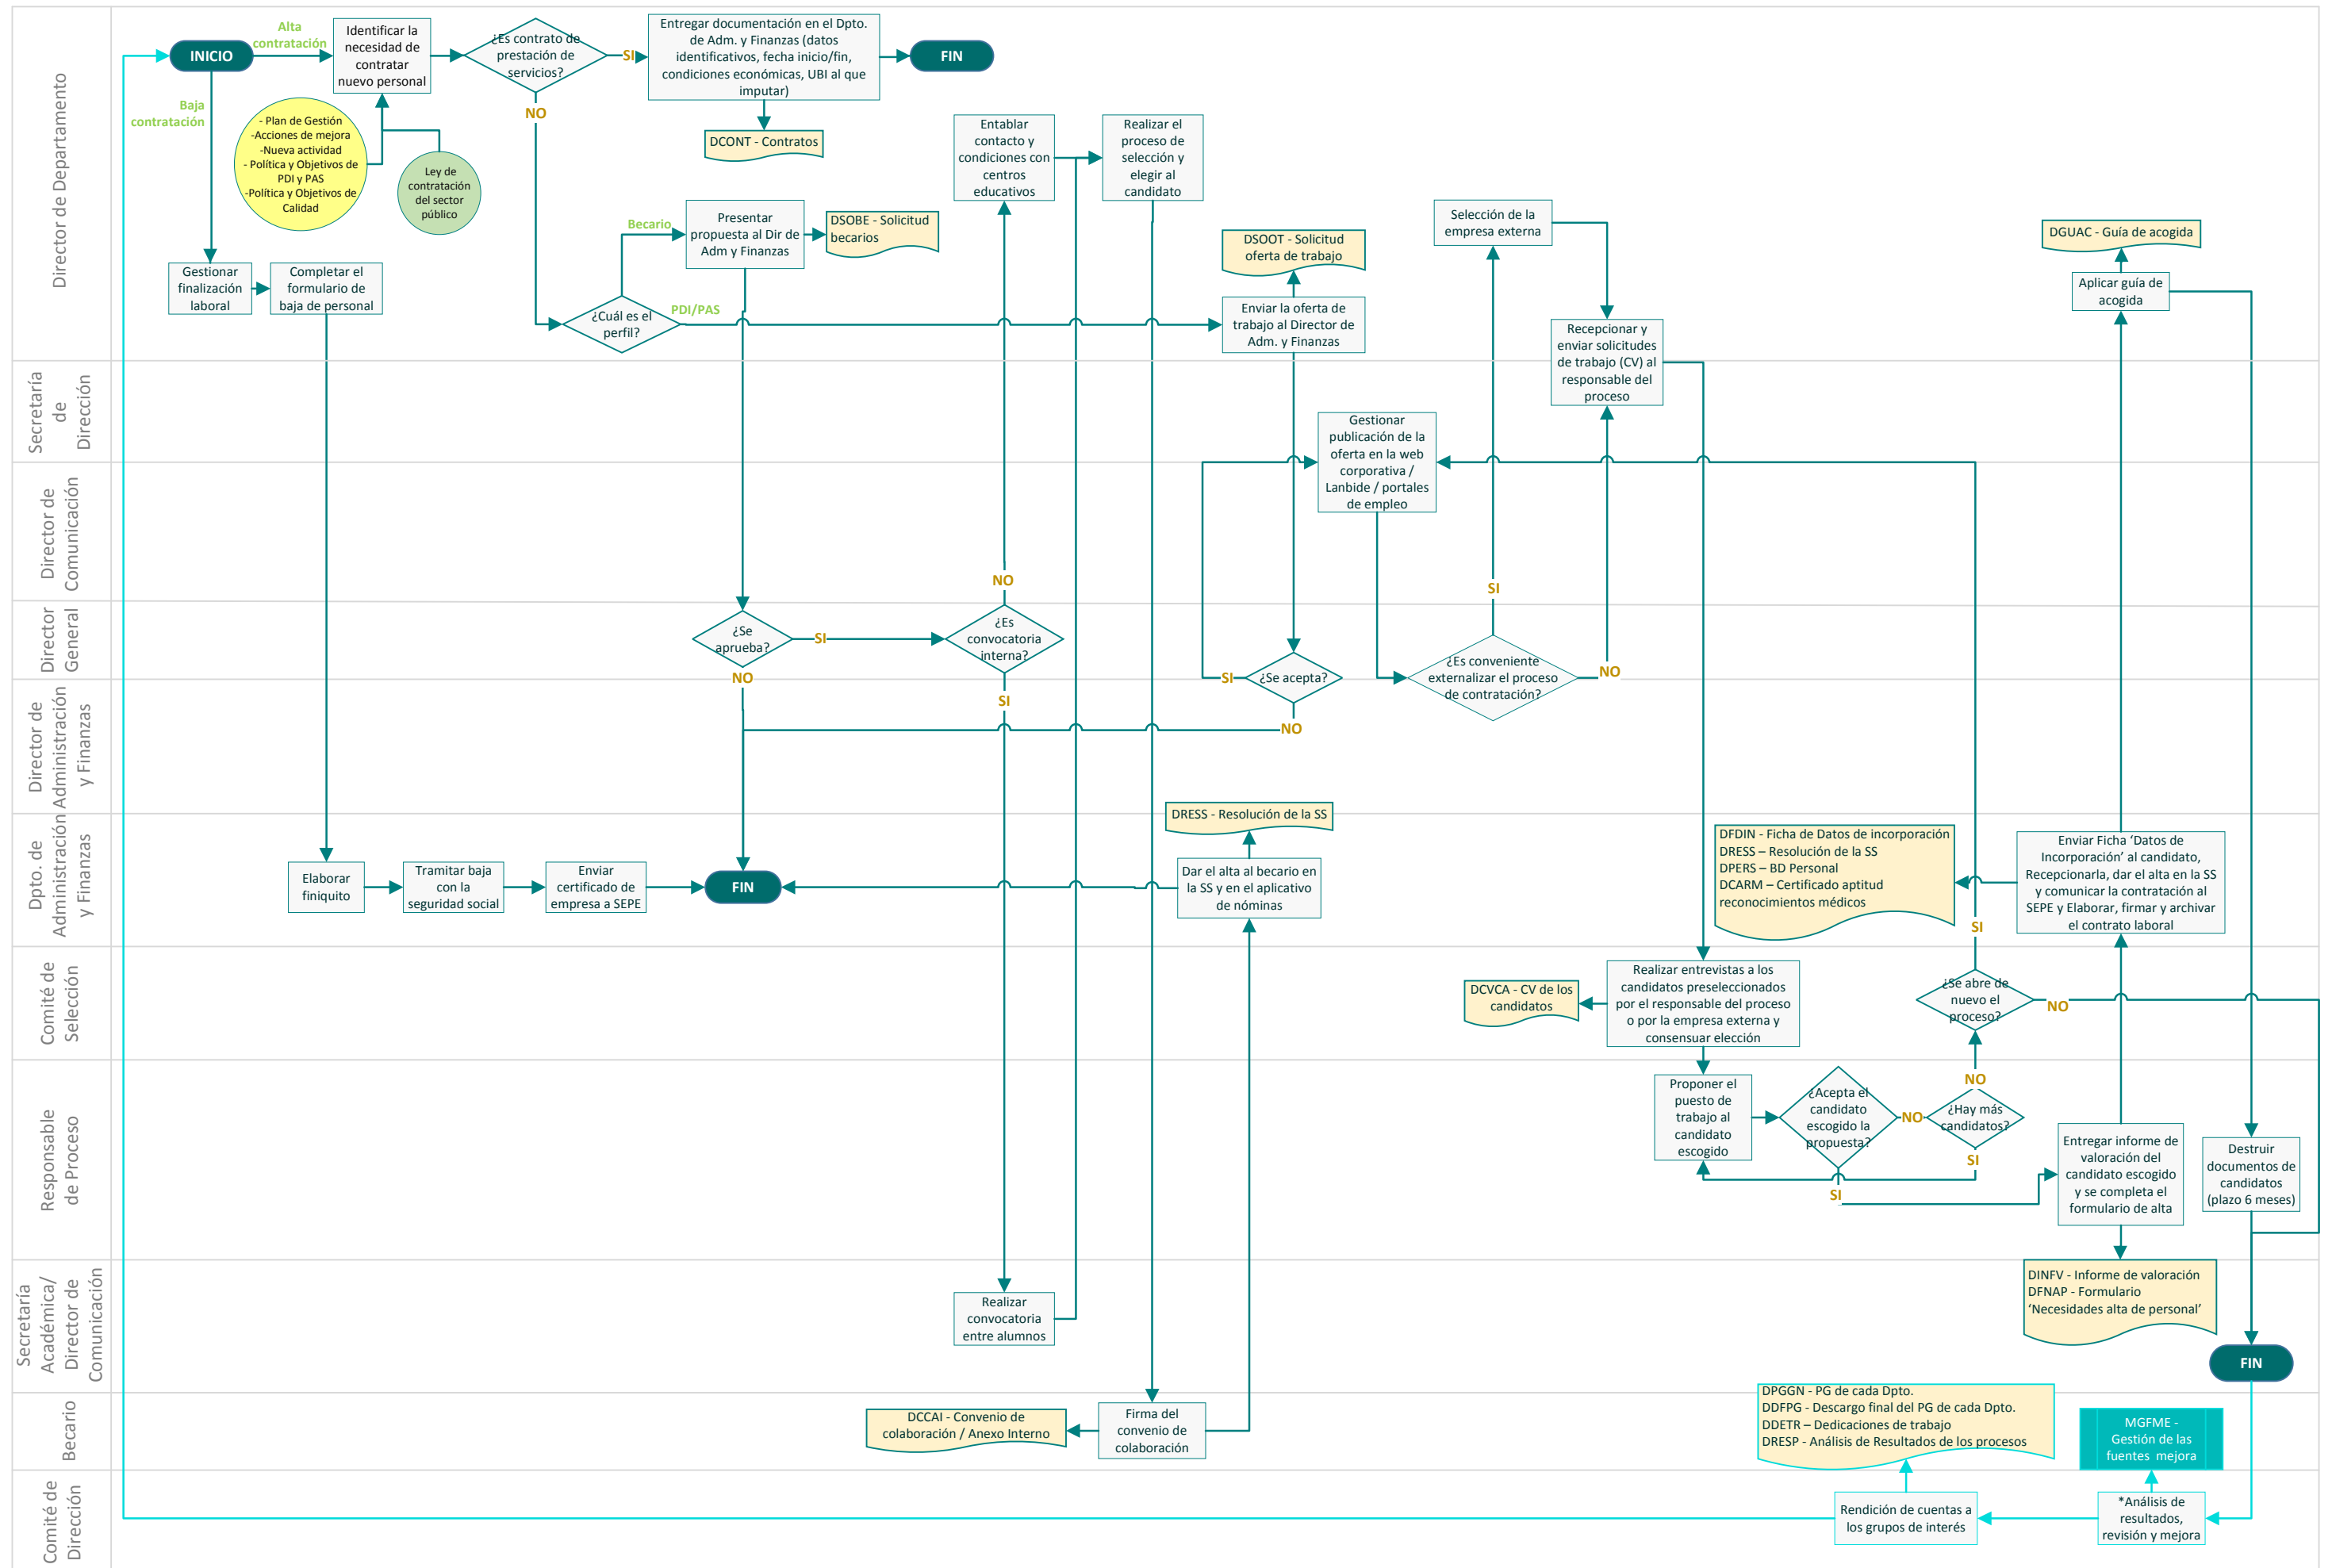 Director de Departamento
Secretaría
de
Dirección
Director de
Comunicación
Director
General
Director de
Administración
y Finanzas
Dpto. de
Administración
y Finanzas
Comité de
Selección
Responsable
de Proceso
Secretaría
Académica/
Director de
Comunicación
Becario
Comité de
Dirección
INICIO
Alta
contratación
Baja
contratación
Identificar la
necesidad de
contratar
nuevo personal
¿Es contrato de
prestación de
servicios?
SI
NO
Entregar documentación en el Dpto.
de Adm. y Finanzas (datos
identificativos, fecha inicio/fin,
condiciones económicas, UBI al que
imputar)
FIN
DCONT - Contratos
- Plan de Gestión
-Acciones de mejora
-Nueva actividad
- Política y Objetivos de
PDI y PAS
-Política y Objetivos de
Calidad
Ley de
contratación
del sector
público
Gestionar
finalización
laboral
Completar el
formulario de
baja de personal
¿Cuál es el
perfil?
Becario
PDI/PAS
Presentar
propuesta al Dir de
Adm y Finanzas
DSOBE - Solicitud
becarios
Entablar
contacto y
condiciones con
centros
educativos
Realizar el
proceso de
selección y
elegir al
candidato
DSOOT - Solicitud
oferta de trabajo
Enviar la oferta de
trabajo al Director de
Adm. y Finanzas
Selección de la
empresa externa
Recepcionar y
enviar solicitudes
de trabajo (CV) al
responsable del
proceso
DGUAC - Guía de acogida
Aplicar guía de
acogida
Gestionar
publicación de la
oferta en la web
corporativa /
Lanbide / portales
de empleo
¿Se
aprueba?
SI
NO
¿Es
convocatoria
interna?
NO
SI
¿Se acepta?
SI
NO
¿Es conveniente
externalizar el proceso
de contratación?
SI
NO
Elaborar
finiquito
Tramitar baja
con la
seguridad social
Enviar
certificado de
empresa a SEPE
FIN
DRESS - Resolución de la SS
Dar el alta al becario en
la SS y en el aplicativo
de nóminas
DFDIN - Ficha de Datos de incorporación
DRESS – Resolución de la SS
DPERS – BD Personal
DCARM – Certificado aptitud
reconocimientos médicos
Enviar Ficha ‘Datos de
Incorporación’ al candidato,
Recepcionarla, dar el alta en la SS
y comunicar la contratación al
SEPE y Elaborar, firmar y archivar
el contrato laboral
DCVCA - CV de los
candidatos
Realizar entrevistas a los
candidatos preseleccionados
por el responsable del proceso
o por la empresa externa y
consensuar elección
¿Se abre de
nuevo el
proceso?
SI
NO
Proponer el
puesto de
trabajo al
candidato
escogido
¿Acepta el
candidato
escogido la
propuesta?
NO
SI
¿Hay más
candidatos?
NO
SI
Entregar informe de
valoración del
candidato escogido
y se completa el
formulario de alta
Destruir
documentos de
candidatos
(plazo 6 meses)
DINFV - Informe de valoración
DFNAP - Formulario
‘Necesidades alta de personal’
Realizar
convocatoria
entre alumnos
FIN
DCCAI - Convenio de
colaboración / Anexo Interno
Firma del
convenio de
colaboración
DPGGN - PG de cada Dpto.
DDFPG - Descargo final del PG de cada Dpto.
DDETR – Dedicaciones de trabajo
DRESP - Análisis de Resultados de los procesos
MGFME -
Gestión de las
fuentes mejora
Rendición de cuentas a
los grupos de interés
*Análisis de
resultados,
revisión y mejora